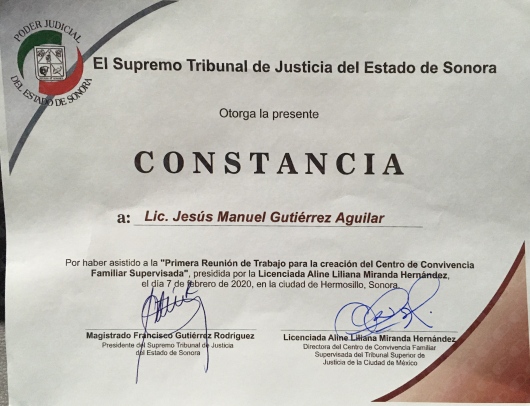 PODER JUDICIAL
DEL ESTADO DE SONORA
El Supremo Tribunal de Justicia del Estado de Sonora
Otorga la presente
CONSTANCIA
a: Lic. Jesús Manuel Gutiérrez Aguilar
Por haber asistido a la "Primera Reunión de Trabajo para la creación del Centro de Convivencia
Familiar Supervisada", presidida por la Licenciada Aline Liliana Miranda Hernández,
el día 7 de febrero de 2020, en la ciudad de Hermosillo, Sonora.
Magistrado Francisco Gutiérrez Rodríguez
Presidente del Supremo Tribunal de Justicia
del Estado de Sonora
Licenciada Aline Liliana Miranda Hernández
Directora del Centro de Convivencia Familiar
Supervisada del Tribunal Superior de
Justicia de la Ciudad de México